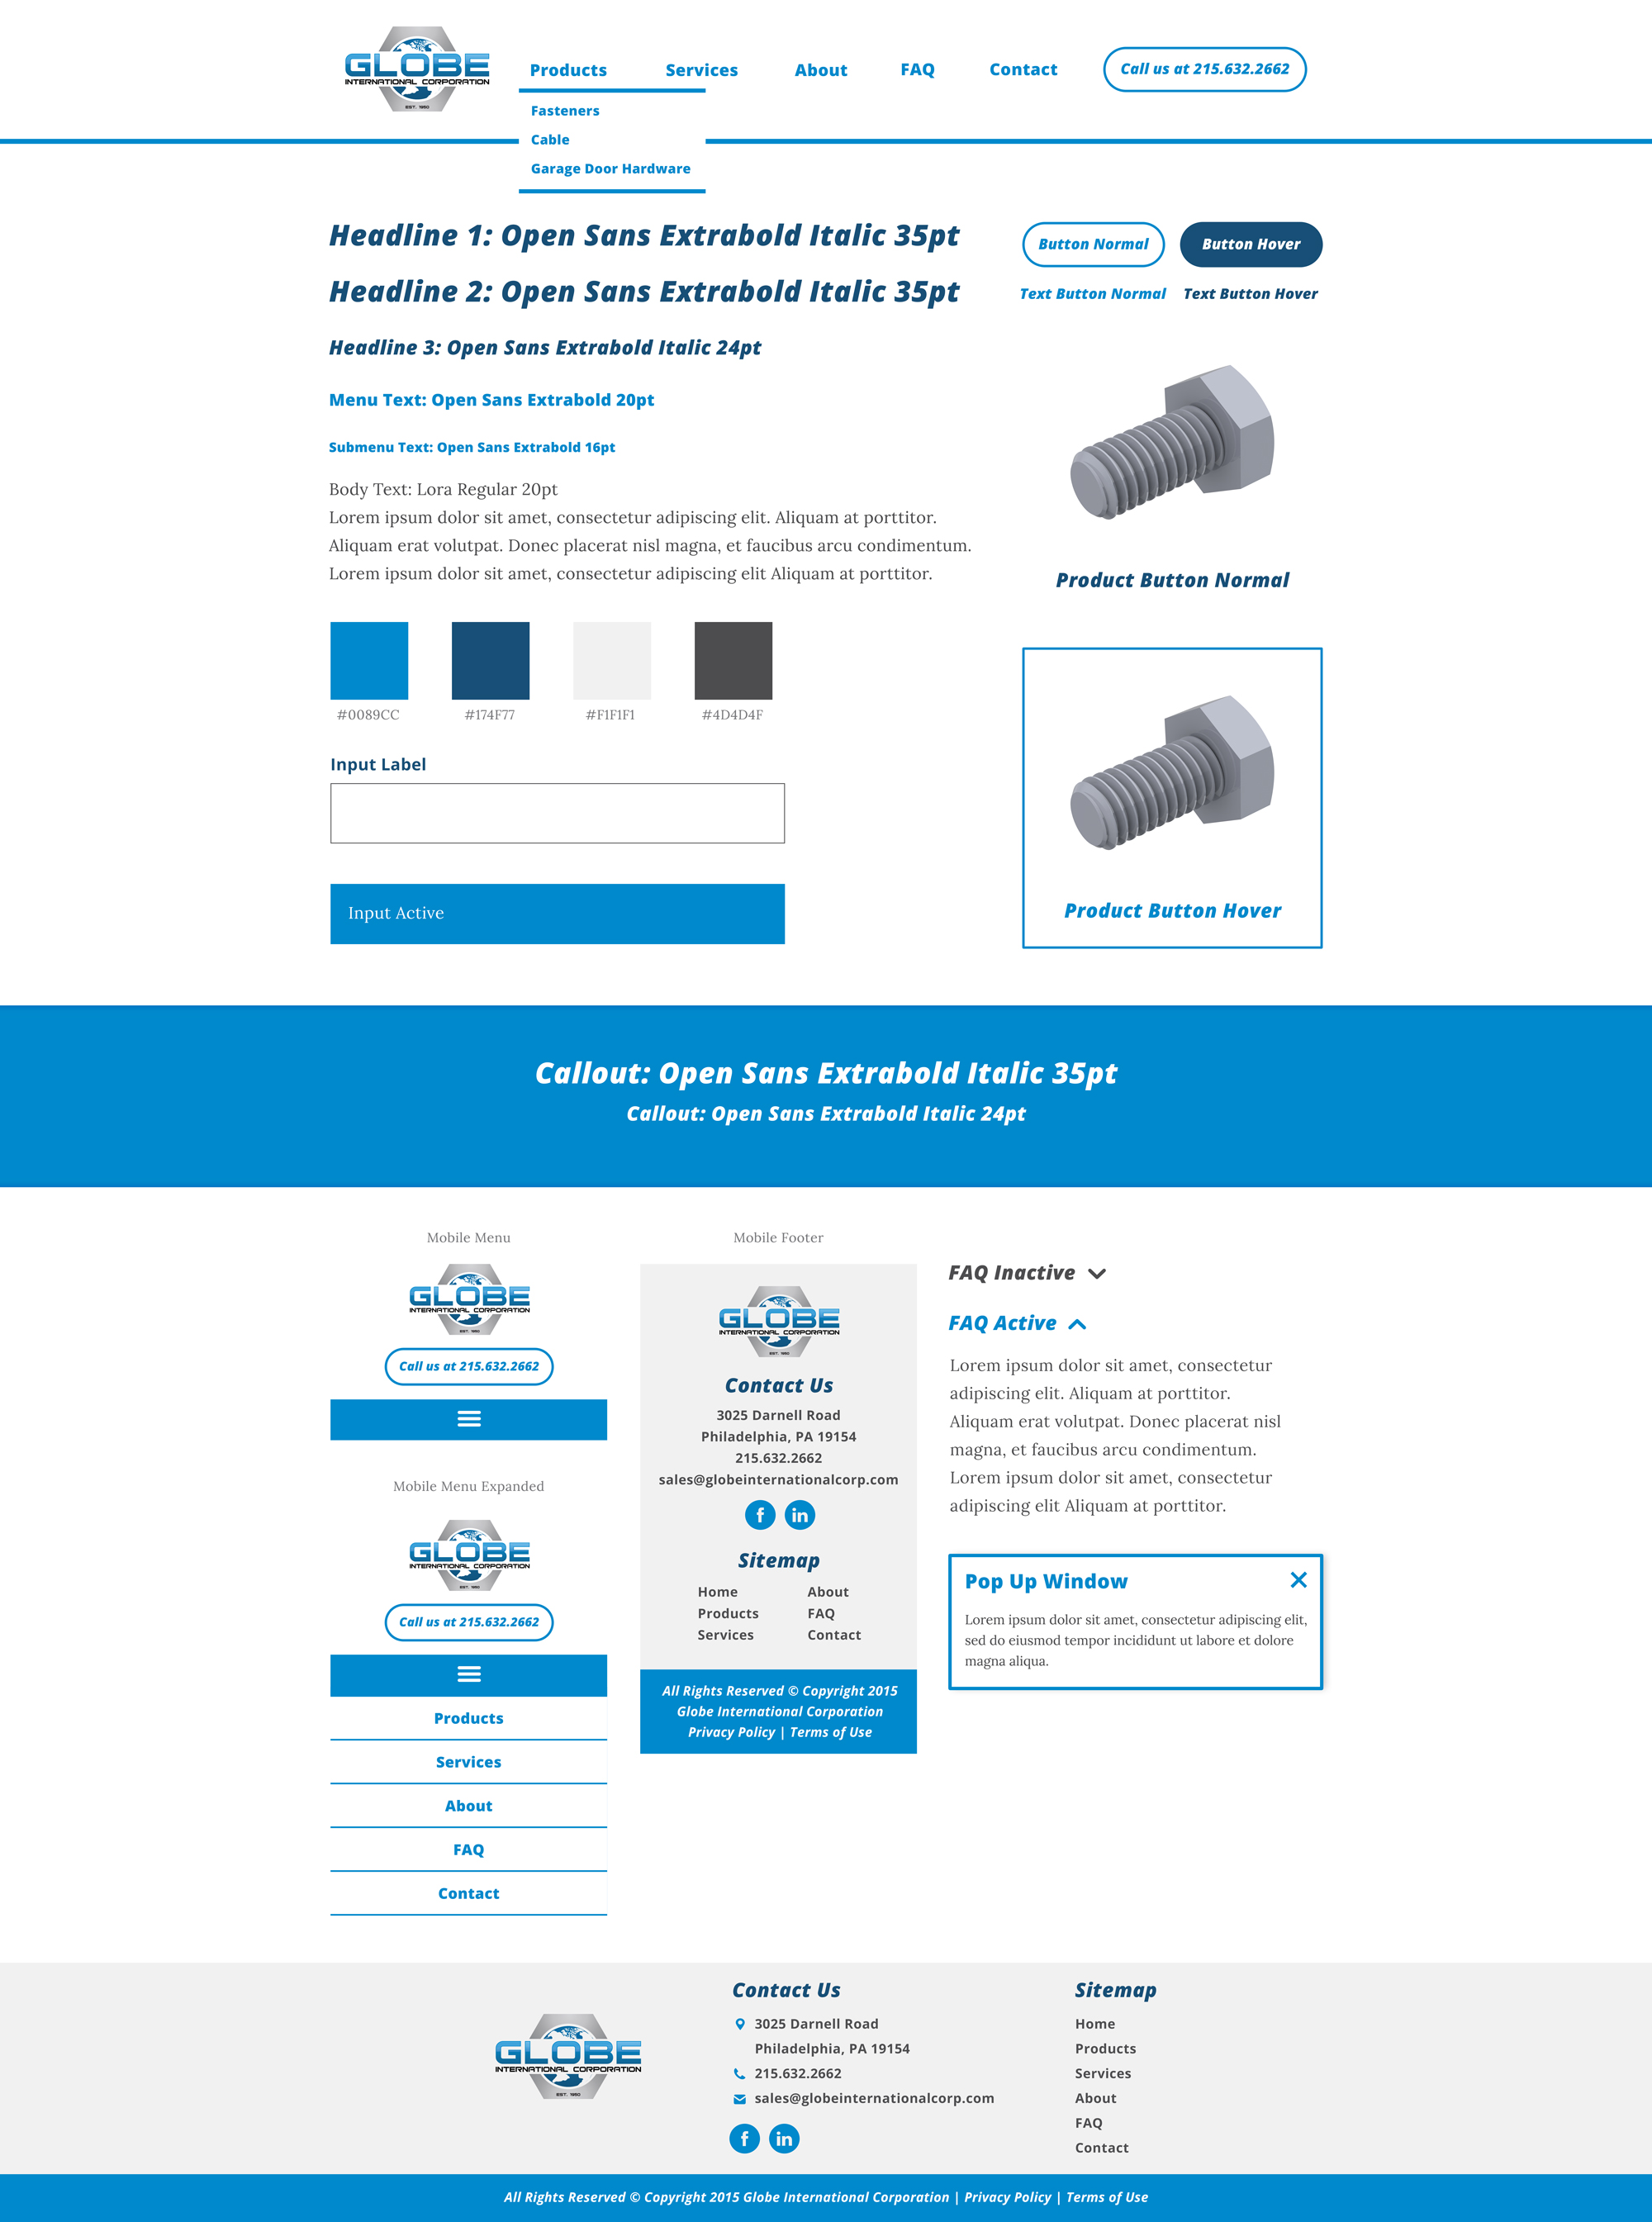 GLOBE
INTERNATIONAL CORPORATION
EST. 1980
Products
Services
About
FAQ
Contact
Call us at 215.632.2662
Fasteners
Cable
Garage Door Hardware
Headline 1: Open Sans Extrabold Italic 35pt
Headline 2: Open Sans Extrabold Italic 35pt
Headline 3: Open Sans Extrabold Italic 24pt
Menu Text: Open Sans Extrabold 20pt
Submenu Text: Open Sans Extrabold 16pt
Body Text: Lora Regular 20pt
Lorem ipsum dolor sit amet, consectetur adipiscing elit. Aliquam at porttitor.
Aliquam erat volutpat. Donec placerat nisl magna, et faucibus arcu condimentum.
Lorem ipsum dolor sit amet, consectetur adipiscing elit Aliquam at porttitor.
#0089CC
#174F77
#F1F1F1
#4D4D4F
Input Label
Input Active
Button Normal
Button Hover
Text Button Normal
Text Button Hover
Product Button Normal
Product Button Hover
Callout: Open Sans Extrabold Italic 35pt
Callout: Open Sans Extrabold Italic 24pt
Mobile Menu
GLOBE
INTERNATIONAL CORPORATION
EST. 1980
Call us at 215.632.2662
Mobile Menu Expanded
GLOBE
INTERNATIONAL CORPORATION
EST. 1980
Call us at 215.632.2662
Products
Services
About
FAQ
Contact
Mobile Footer
GLOBE
INTERNATIONAL CORPORATION
EST. 1980
Contact Us
3025 Darnell Road
Philadelphia, PA 19154
215.632.2662
sales@globeinternationalcorp.com
f
in
Sitemap
Home
Products
Services
About
FAQ
Contact
All Rights Reserved © Copyright 2015
Globe International Corporation
Privacy Policy | Terms of Use
FAQ Inactive
FAQ Active
Lorem ipsum dolor sit amet, consectetur
adipiscing elit. Aliquam at porttitor.
Aliquam erat volutpat. Donec placerat nisl
magna, et faucibus arcu condimentum.
Lorem ipsum dolor sit amet, consectetur
adipiscing elit Aliquam at porttitor.
Pop Up Window
Lorem ipsum dolor sit amet, consectetur adipiscing elit,
sed do eiusmod tempor incididunt ut labore et dolore
magna aliqua.
GLOBE
INTERNATIONAL CORPORATION
EST. 1980
Contact Us
3025 Darnell Road
Philadelphia, PA 19154
215.632.2662
sales@globeinternationalcorp.com
f
in
Sitemap
Home
Products
Services
About
FAQ
Contact
All Rights Reserved © Copyright 2015 Globe International Corporation | Privacy Policy | Terms of Use